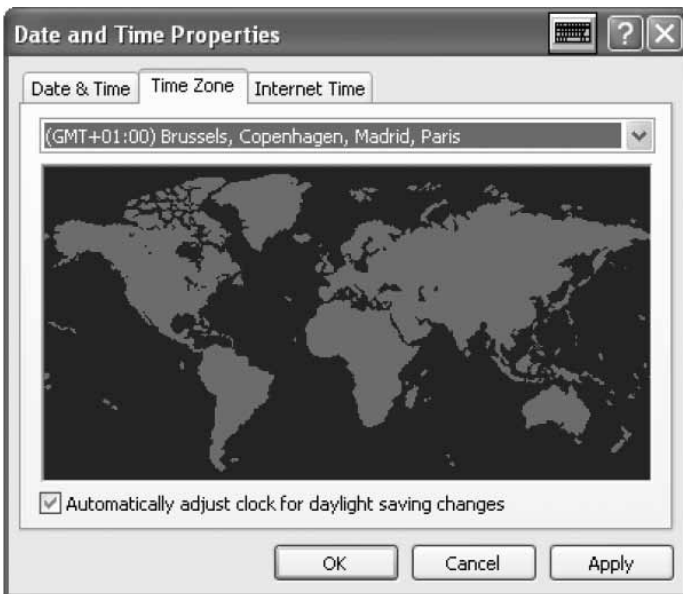 Date and Time Properties
Date & Time Time Zone Internet Time
(GMT+01:00) Brussels, Copenhagen, Madrid, Paris
Automatically adjust clock for daylight saving changes
OK Cancel Apply